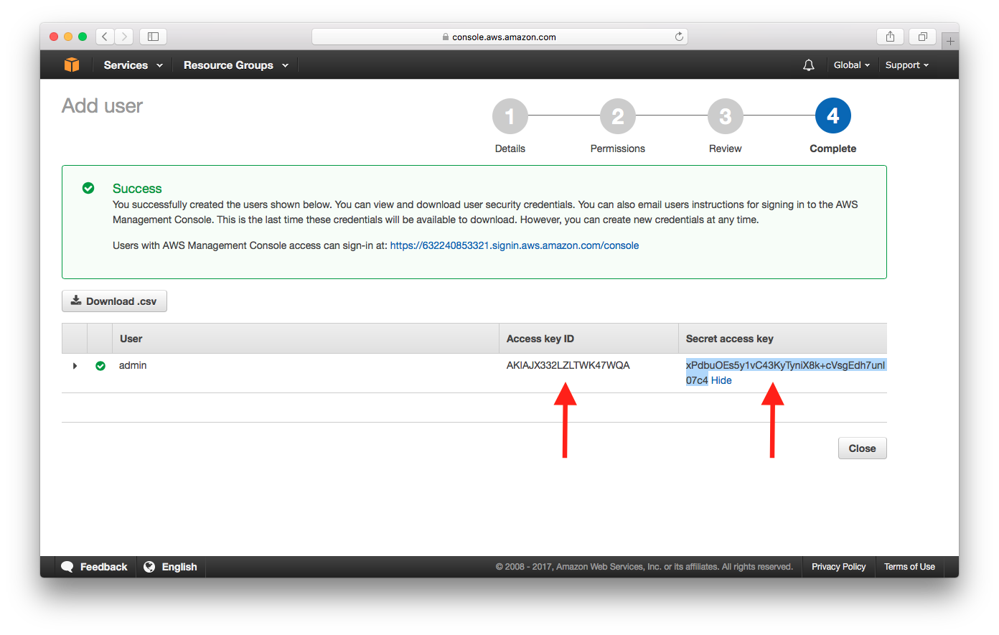 console.aws.amazon.com
Services
Resource Groups
Global
Support
Add user
1
2
3
4
Details
Permissions
Review
Complete
Success
You successfully created the users shown below. You can view and download user security credentials. You can also email users instructions for signing in to the AWS
Management Console. This is the last time these credentials will be available to download. However, you can create new credentials at any time.
Users with AWS Management Console access can sign-in at: https://632240853321.signin.aws.amazon.com/console
Download .csv
User
Access key ID
Secret access key
admin
AKIAJX332LZLTWK47WQA
xPdbuOEs5y1vC43KyTyniX8k+cVsgEdh7unI
07c4 Hide
Close
Feedback
English
© 2008 - 2017, Amazon Web Services, Inc. or its affiliates. All rights reserved.
Privacy Policy
Terms of Use